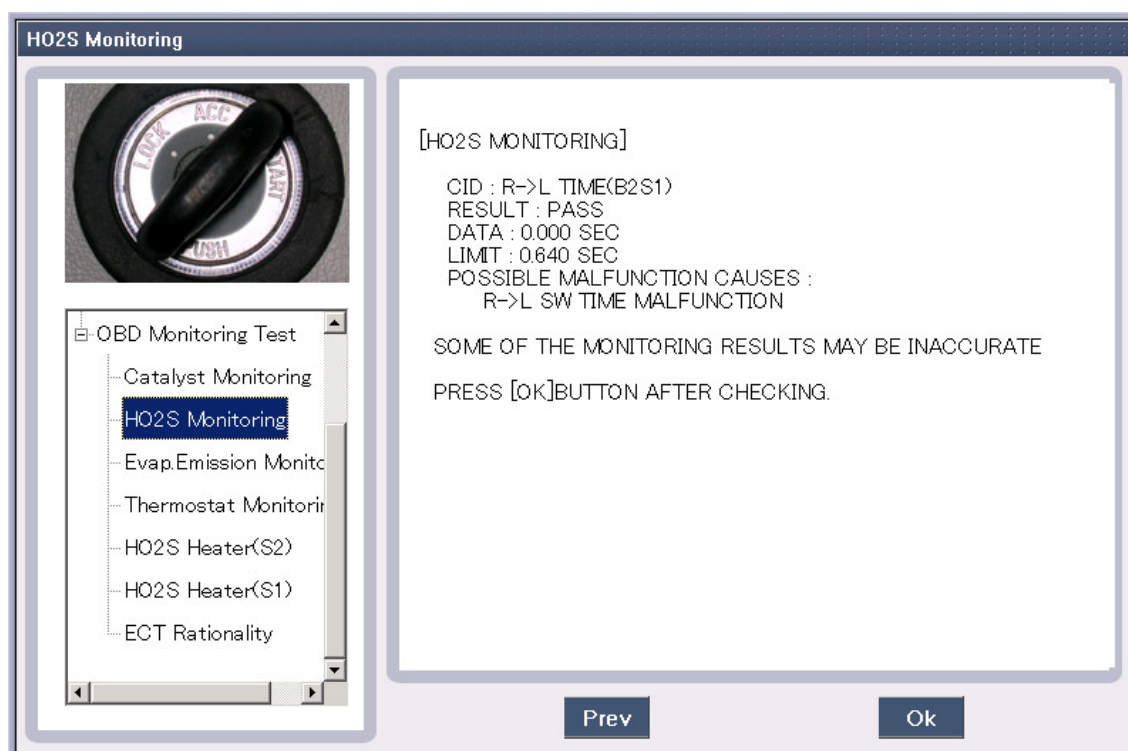 HO2S Monitoring
ACC
LOCK
START
PUSH
OBD Monitoring Test
Catalyst Monitoring
HO2S Monitoring
Evap.Emission Monito
Thermostat Monitorin
HO2S Heater(S2)
HO2S Heater(S1)
ECT Rationality
[HO2S MONITORING]
CID : R->L TIME(B2S1)
RESULT : PASS
DATA : 0.000 SEC
LIMIT : 0.640 SEC
POSSIBLE MALFUNCTION CAUSES :
R->L SW TIME MALFUNCTION
SOME OF THE MONITORING RESULTS MAY BE INACCURATE
PRESS [OK]BUTTON AFTER CHECKING.
Prev
Ok